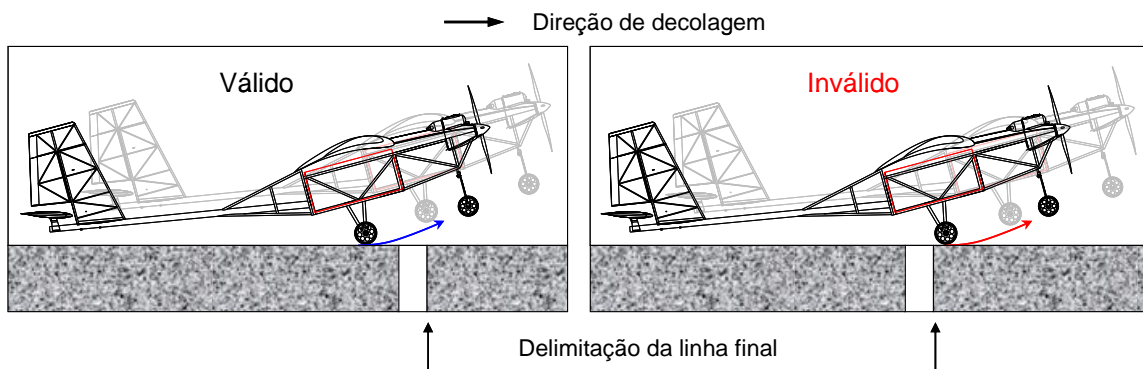 Direção de decolagem
Válido
Inválido
Delimitação da linha final